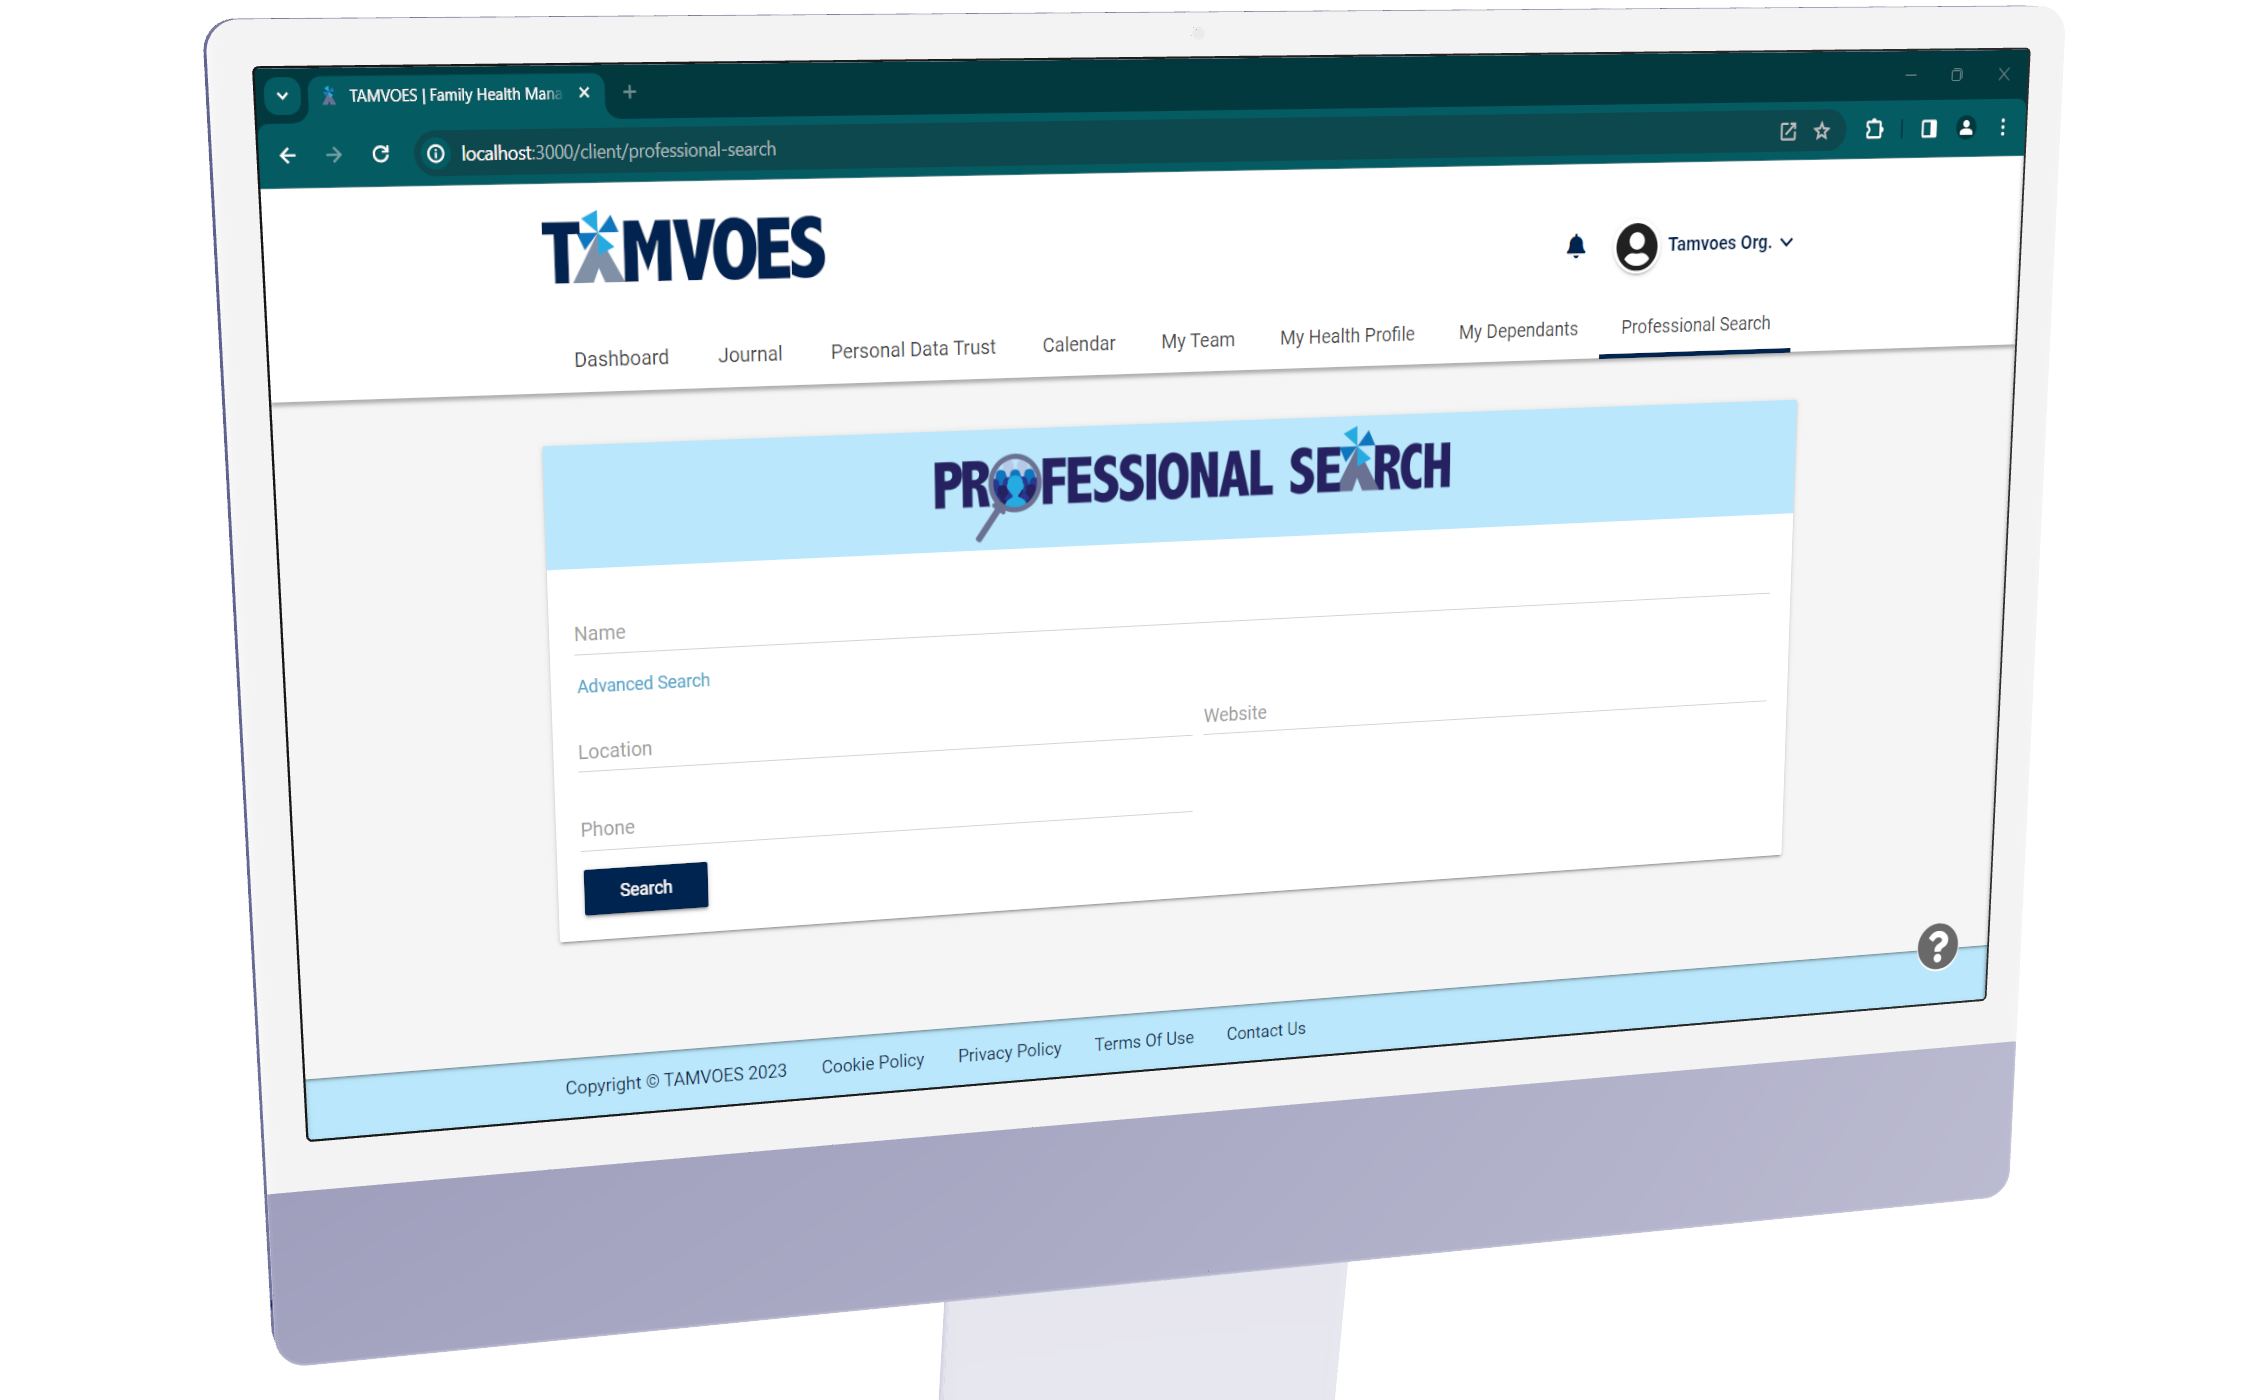 TAMVOES | Family Health Mana
localhost:3000/client/professional-search
TAMVOES
Tamvoes Org.
Dashboard Journal Personal Data Trust Calendar My Team My Health Profile My Dependants Professional Search
PROFESSIONAL SEARCH
Name
Advanced Search
Location Website
Phone
Search
?
Copyright © TAMVOES 2023 Cookie Policy Privacy Policy Terms Of Use Contact Us